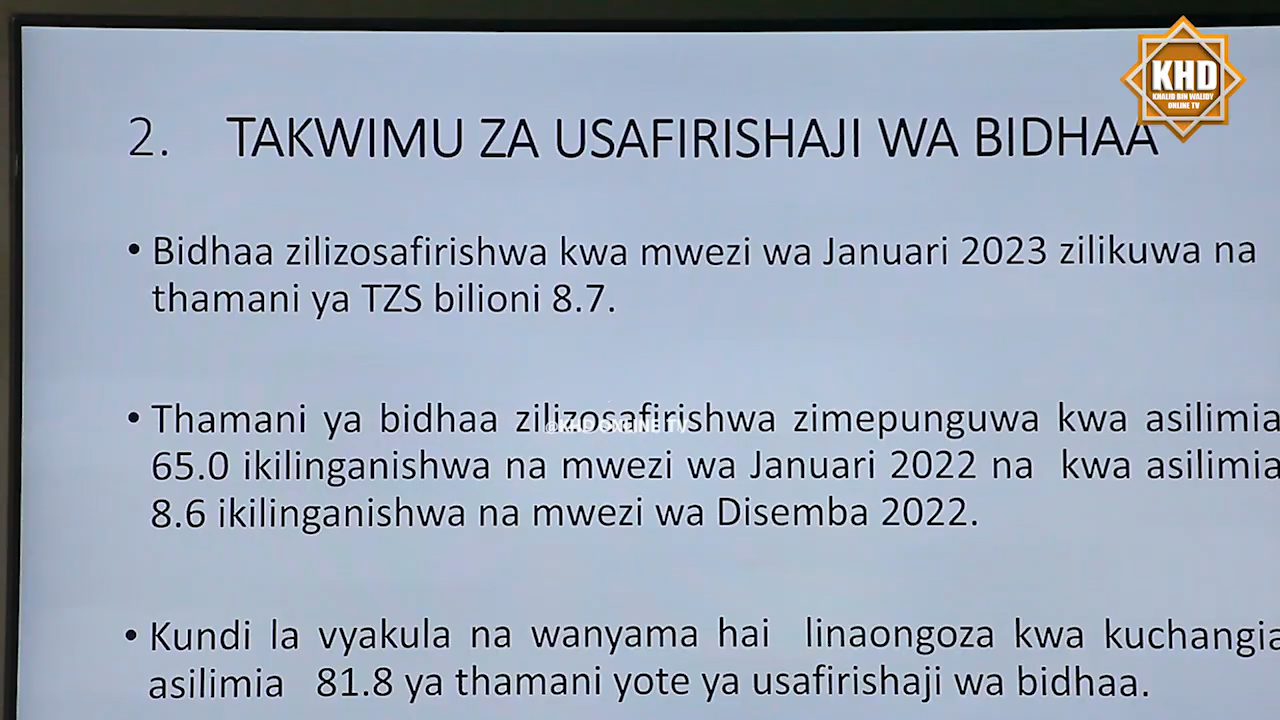 KHD
KHALID BIN WALIDY
ONLINE TV
2. TAKWIMU ZA USAFIRISHAJI WA BIDHAA
• Bidhaa zilizosafirishwa kwa mwezi wa Januari 2023 zilikuwa na
thamani ya TZS bilioni 8.7.
• Thamani ya bidhaa zilizosafirishwa zimepunguwa kwa asilimia
@KHD ONLINE TV
65.0 ikilinganishwa na mwezi wa Januari 2022 na kwa asilimia
8.6 ikilinganishwa na mwezi wa Disemba 2022.
• Kundi la vyakula na wanyama hai linaongoza kwa kuchangia
asilimia 81.8 ya thamani yote ya usafirishaji wa bidhaa.